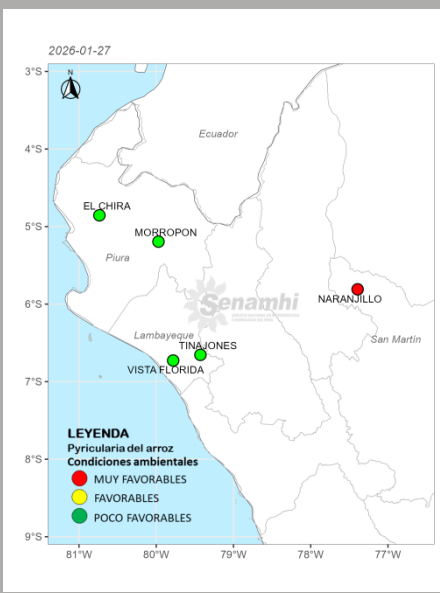 2026-01-27
N
3°S
Ecuador
4°S
EL CHIRA
5°S
MORROPON
Piura
Senamhi
6°S
NARANJILLO
Lambayeque
San Martín
TINAJONES
VISTA FLORIDA
7°S
LEYENDA
Pyricularia del arroz
Condiciones ambientales
MUY FAVORABLES
8°S
FAVORABLES
POCO FAVORABLES
9°S
81°W 80°W 79°W 78°W 77°W